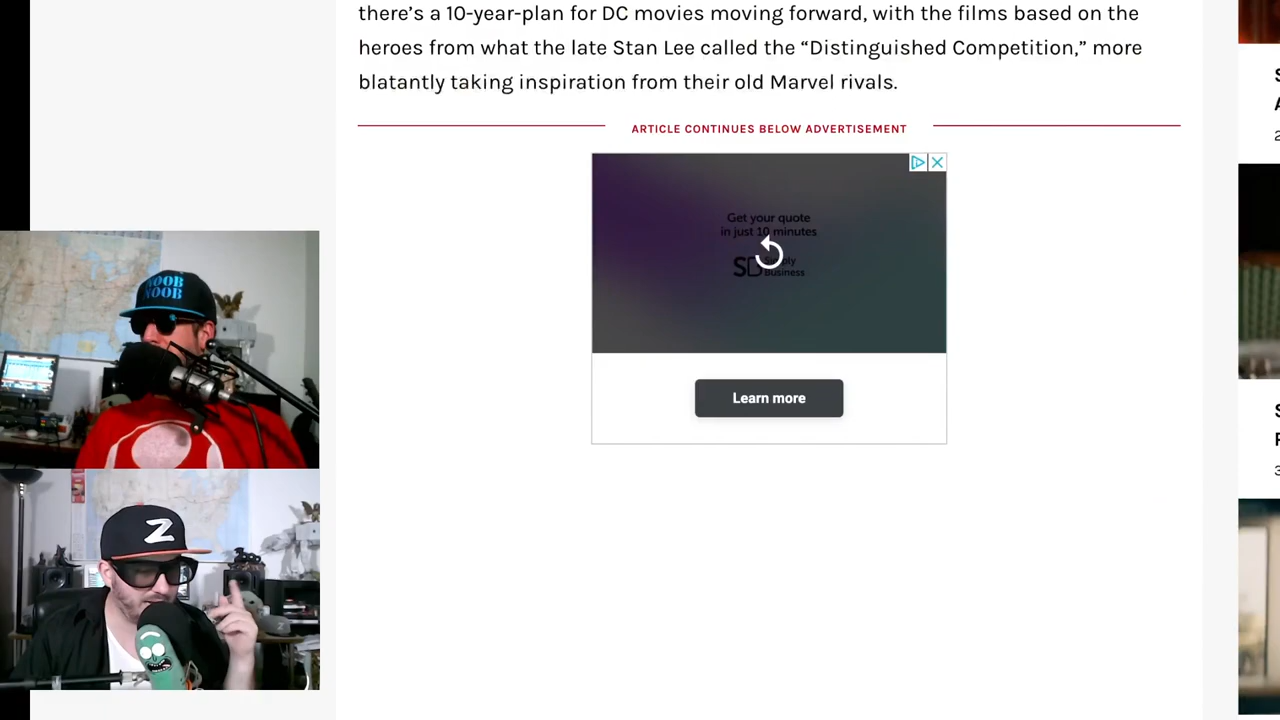 there’s a 10-year-plan for DC movies moving forward, with the films based on the
heroes from what the late Stan Lee called the “Distinguished Competition,” more
blatantly taking inspiration from their old Marvel rivals.
ARTICLE CONTINUES BELOW ADVERTISEMENT
Get your quote
in just 10 minutes
Simply
Business
Learn more
NOOB
NOOB
Z